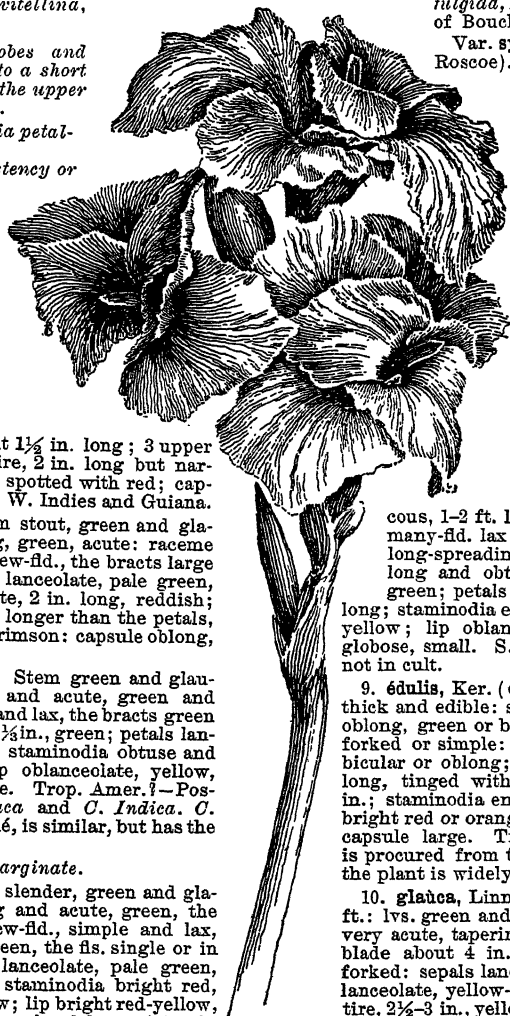 vitellina,
obes and
to a short
the upper
ia petal-
stency or
t 1½ in. long; 3 upper
ire, 2 in. long but nar-
spotted with red; cap-
W. Indies and Guiana.
m stout, green and gla-
g, green, acute: raceme
ew-fld., the bracts large
lanceolate, pale green,
te, 2 in. long, reddish;
longer than the petals,
rimson: capsule oblong,
Stem green and glau-
and acute, green and
and lax, the bracts green
⅓in., green; petals lan-
staminodia obtuse and
p oblanceolate, yellow,
e. Trop. Amer.?—Pos-
uca and C. Indica. C.
é, is similar, but has the
arginate.
slender, green and gla-
g and acute, green, the
ew-fld., simple and lax,
een, the fls. single or in
lanceolate, pale green,
staminodia bright red,
w; lip bright red-yellow,
fulgida,
of Bouch
Var. sy
Roscoe).
cous, 1–2 ft. l
many-fld. lax
long-spreadin
long and obt
green; petals
long; staminodia e
yellow; lip oblan
globose, small. S.
not in cult.
9. édulis, Ker. (
thick and edible: s
oblong, green or b
forked or simple:
bicular or oblong;
long, tinged with
in.; staminodia en
bright red or orang
capsule large. T
is procured from t
the plant is widely
10. glaùca, Linn
ft.: lvs. green and
very acute, taperin
blade about 4 in.
forked: sepals lan
lanceolate, yellow-
tire, 2½–3 in., yello